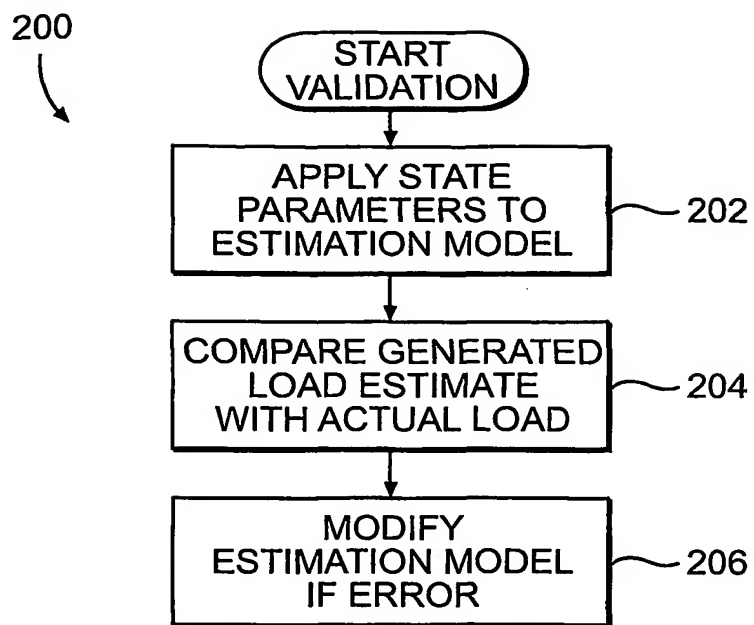 200
START
VALIDATION
APPLY STATE
PARAMETERS TO
ESTIMATION MODEL
202
COMPARE GENERATED
LOAD ESTIMATE
WITH ACTUAL LOAD
204
MODIFY
ESTIMATION MODEL
IF ERROR
206